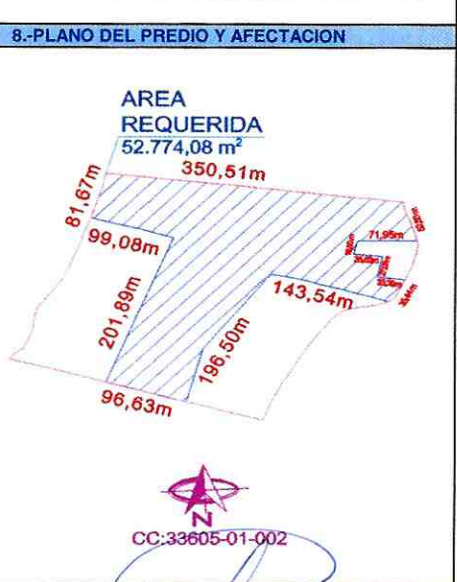 8.-PLANO DEL PREDIO Y AFECTACION
AREA
REQUERIDA
52.774,08 m²
350,51m
81,67m
99,08m
71,95m
143,54m
201,89m
196,50m
96,63m
N
CC:33605-01-002